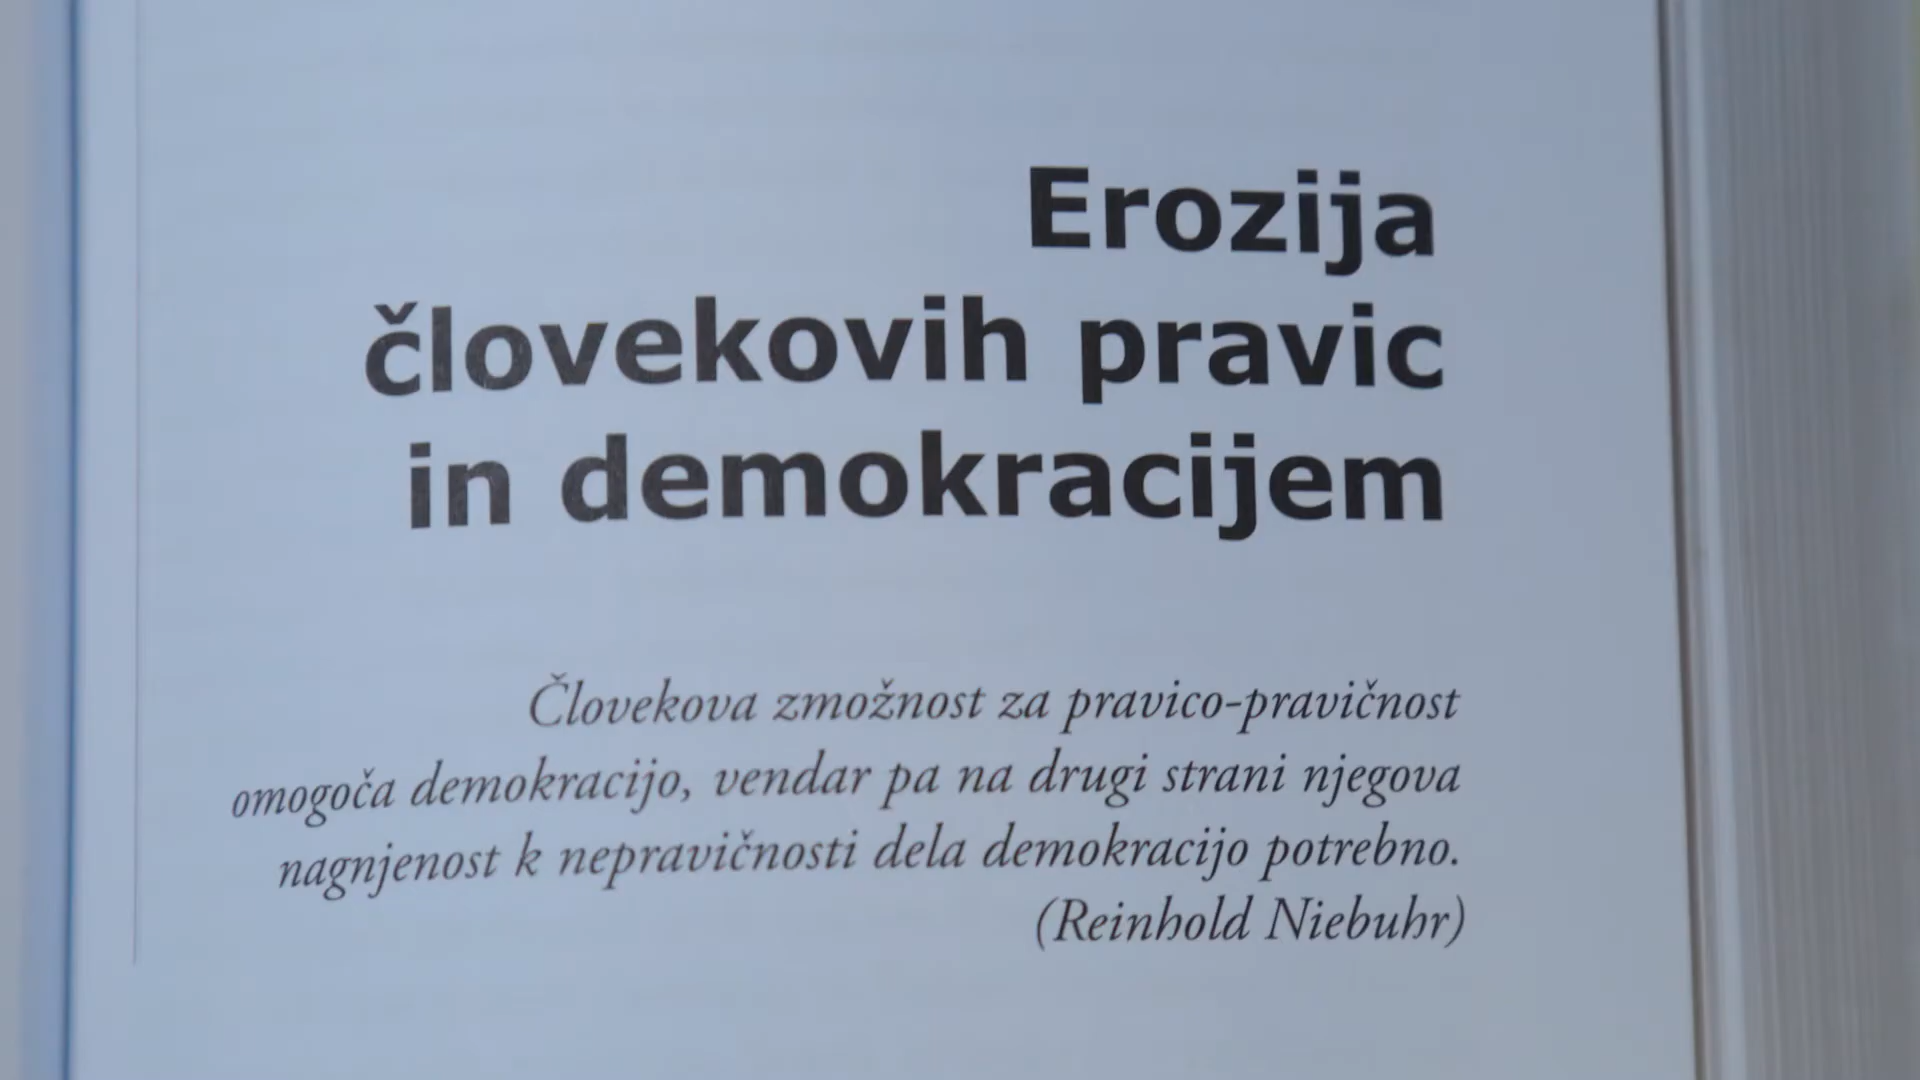 Erozija
človekovih pravic
in demokracijem
Človekova zmožnost za pravico-pravičnost
omogoča demokracijo, vendar pa na drugi strani njegova
nagnjenost k nepravičnosti dela demokracijo potrebno.
(Reinhold Niebuhr)